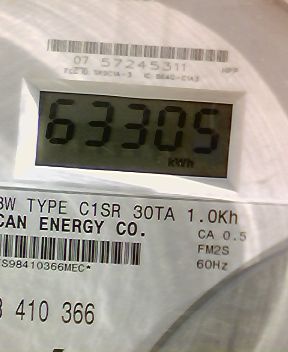 07 57245311
63305
kWh
3W TYPE C1SR 30TA 1.0Kh
CAN ENERGY CO.
CA 0.5
FM2S
60Hz
S98410366MEC*
8 410 366